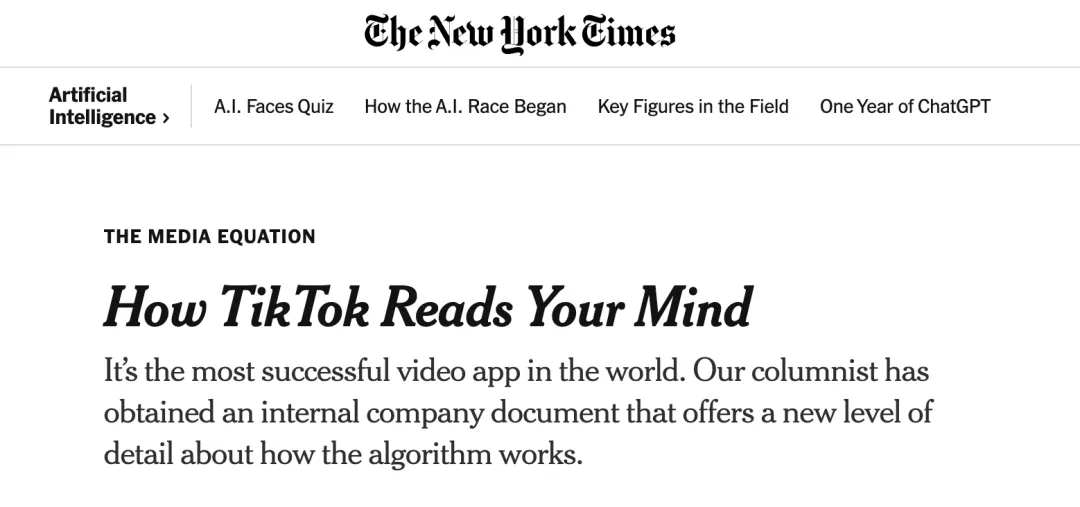 The New York Times
Artificial
Intelligence >
A.I. Faces Quiz
How the A.I. Race Began
Key Figures in the Field
One Year of ChatGPT
THE MEDIA EQUATION
How TikTok Reads Your Mind
It’s the most successful video app in the world. Our columnist has
obtained an internal company document that offers a new level of
detail about how the algorithm works.